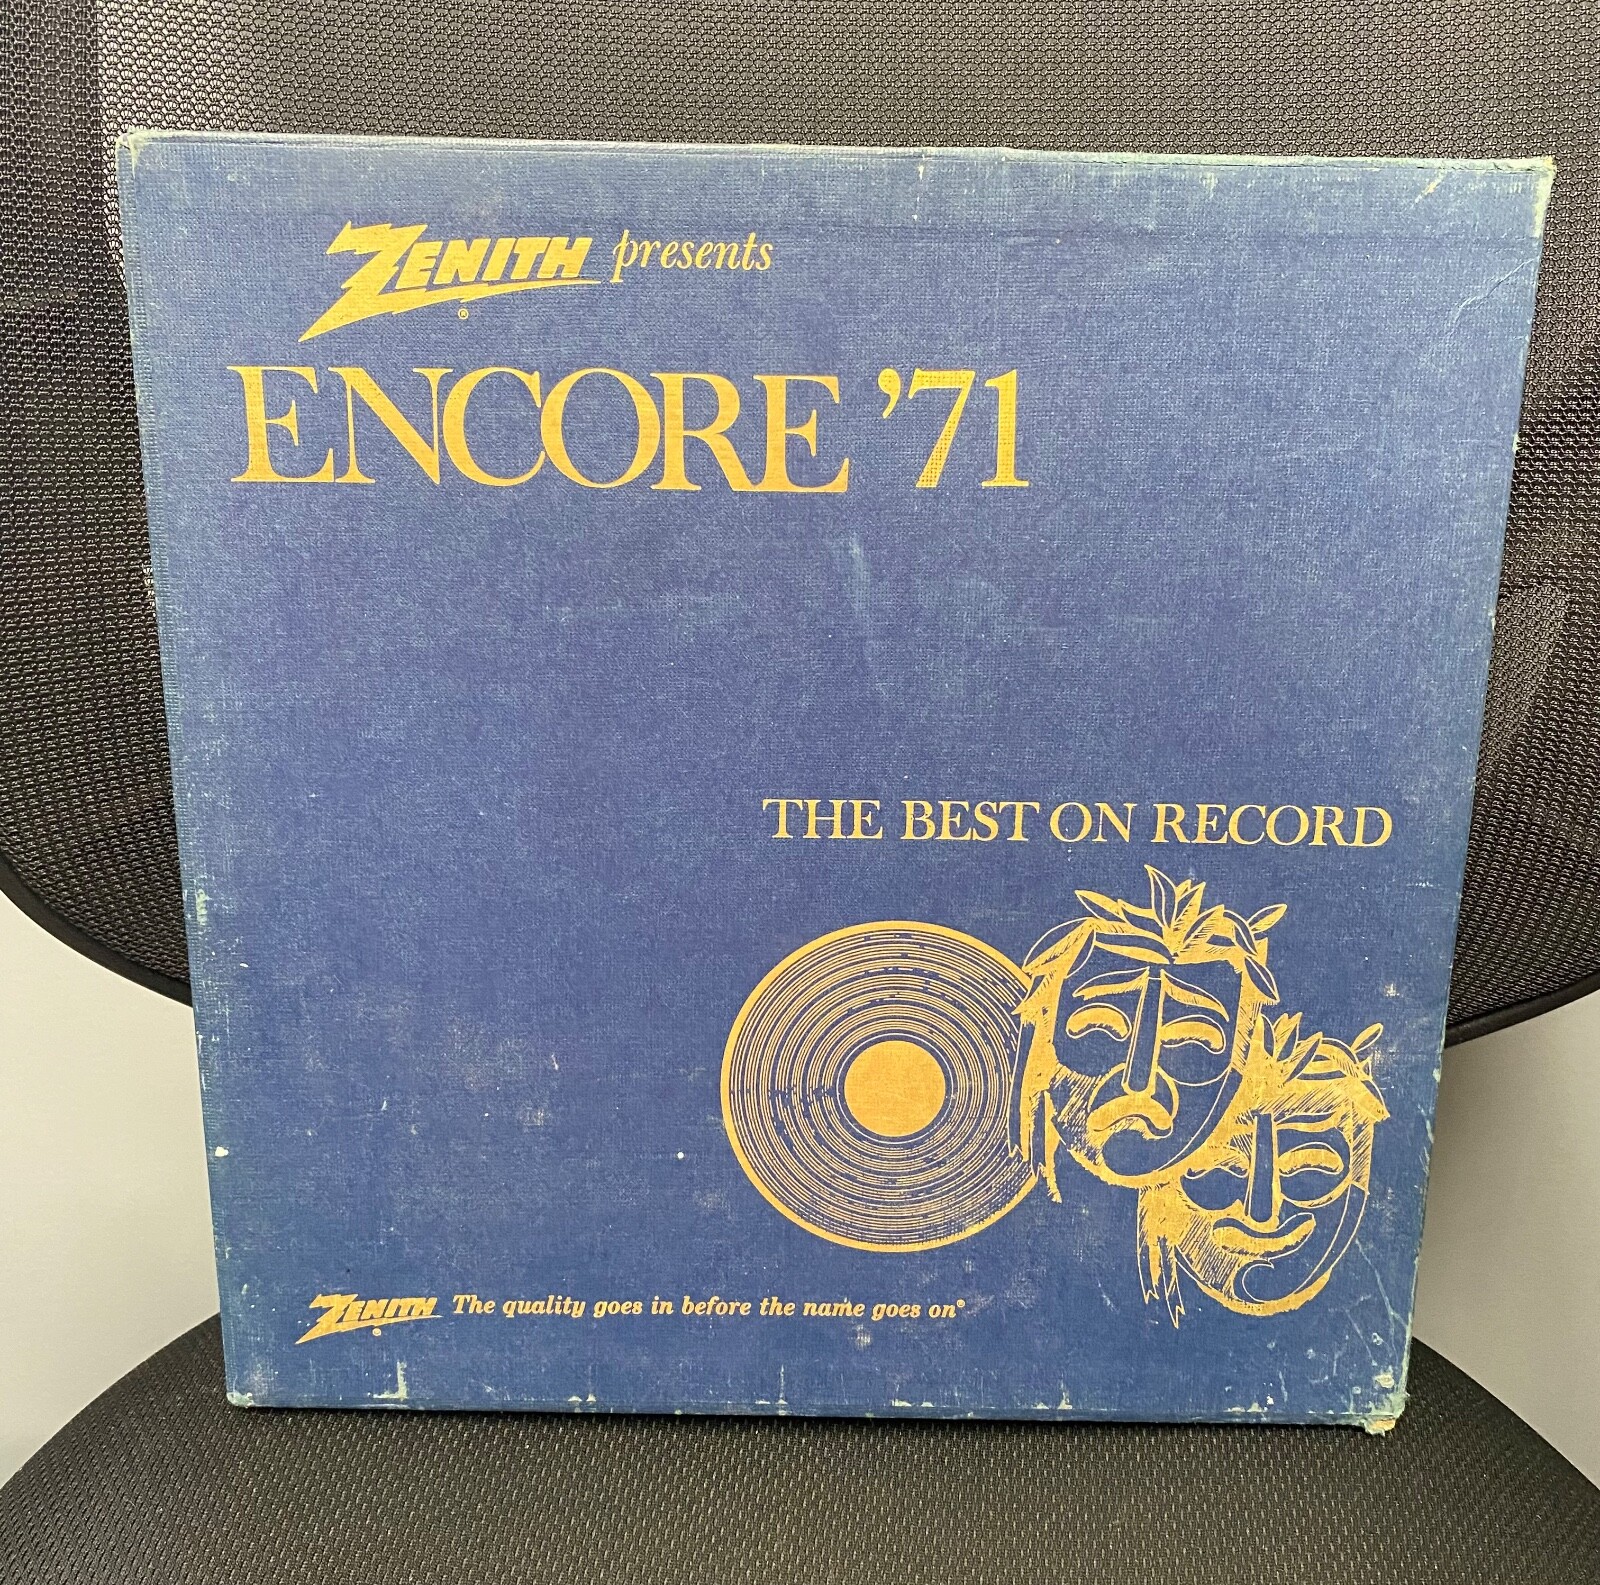 ZENITH presents
®
ENCORE '71
THE BEST ON RECORD
ZENITH The quality goes in before the name goes on®
®